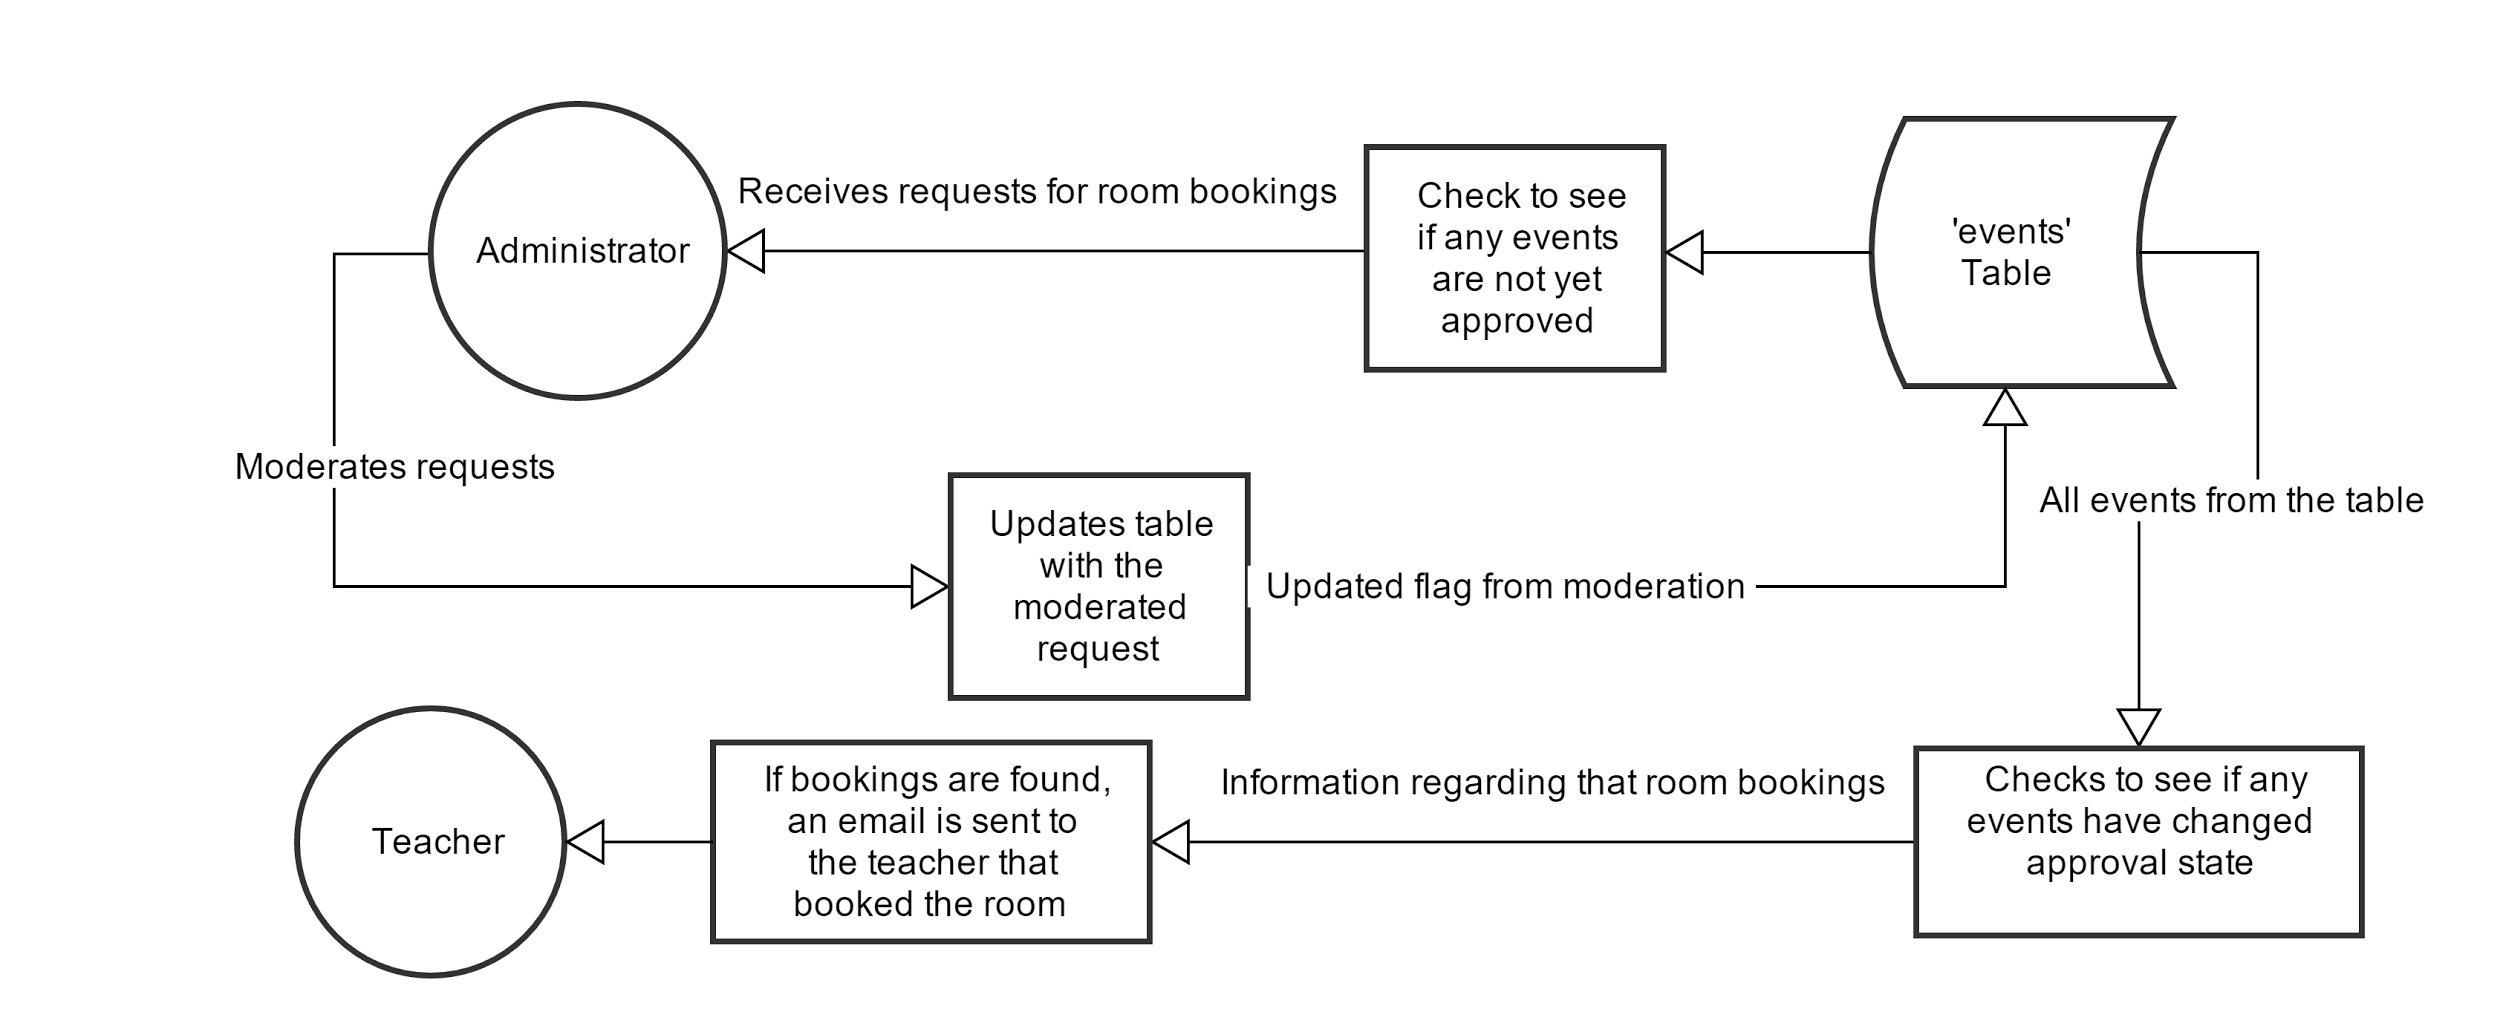 Receives requests for room bookings
Administrator
Check to see
if any events
are not yet
approved
'events'
Table
Moderates requests
Updates table
with the
moderated
request
Updated flag from moderation
All events from the table
Teacher
If bookings are found,
an email is sent to
the teacher that
booked the room
Information regarding that room bookings
Checks to see if any
events have changed
approval state